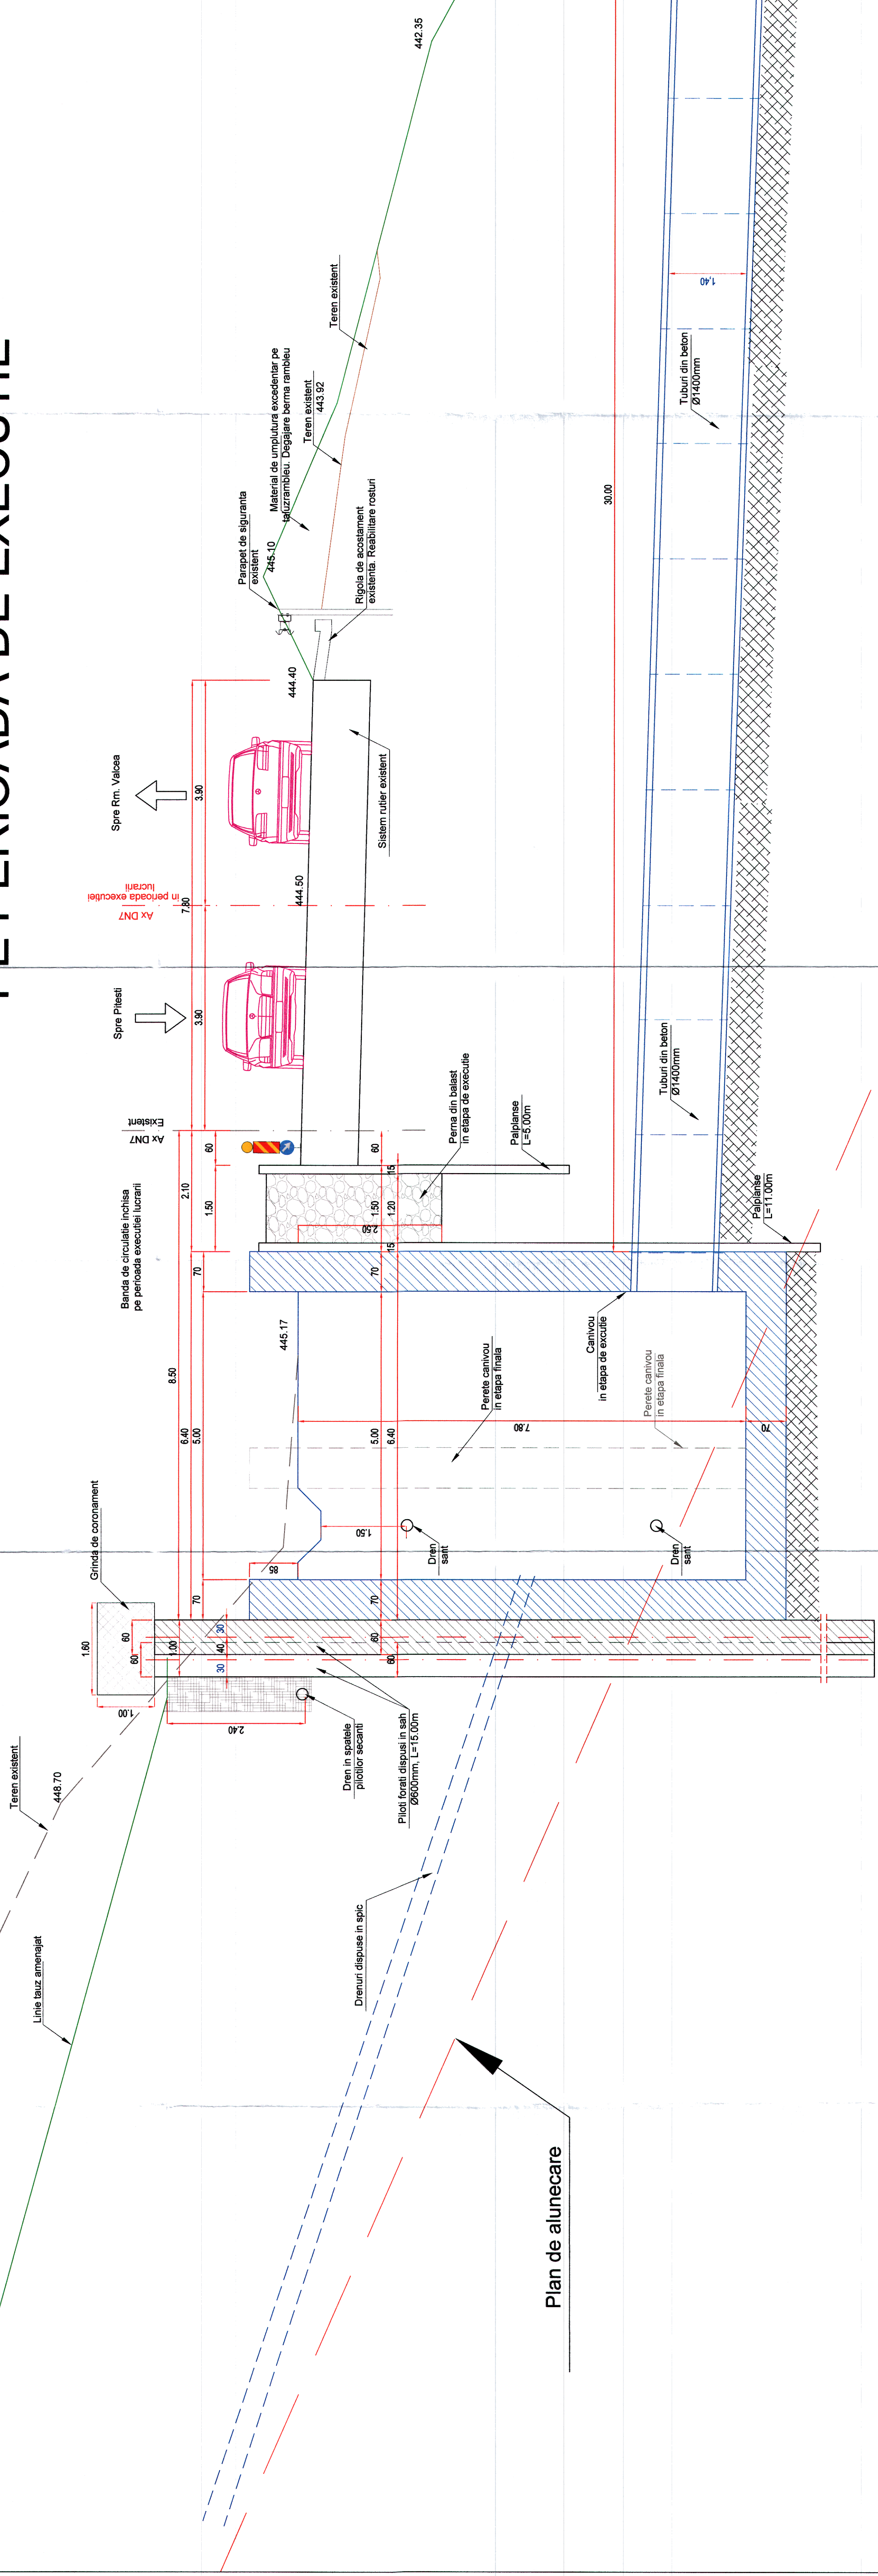 PE PERIOADA DE EXECUTIE
Teren existent
448.70
Linie tauz amenajat
Grinda de coronament
1.60
1.00
60
60
1.00
30
40
30
2.40
Dren in spatele
pilotilor secanti
Piloti forati dispusi in sah
Ø600mm, L=15.00m
Drenuri dispuse in spic
Plan de alunecare
Banda de circulatie inchisa
pe perioada executiei lucrarii
8.50
6.40
2.10
70
5.00
70
1.50
60
85
445.17
1.50
Dren
sant
Dren
sant
60
60
70
5.00
6.40
70
15
1.50
1.20
15
60
2.50
Perete canivou
in etapa finala
Perete canivou
in etapa finala
7.80
70
Canivou
in etapa de excutie
Perna din balast
in etapa de executie
Palplanse
L=5.00m
Palplanse
L=11.00m
Ax DN7
Existent
Spre Pitesti
Ax DN7
in perioada executiei
lucrarii
Spre Rm. Valcea
7.80
3.90
3.90
444.50
444.40
Sistem rutier existent
Parapet de siguranta
existent
445.10
Rigola de acostament
existenta. Reabilitare rosturi
Material de umplutura excedentar pe
taluzrambleu. Degajare berma rambleu
Teren existent
443.92
Teren existent
442.35
30.00
Tuburi din beton
Ø1400mm
Tuburi din beton
Ø1400mm
1,40